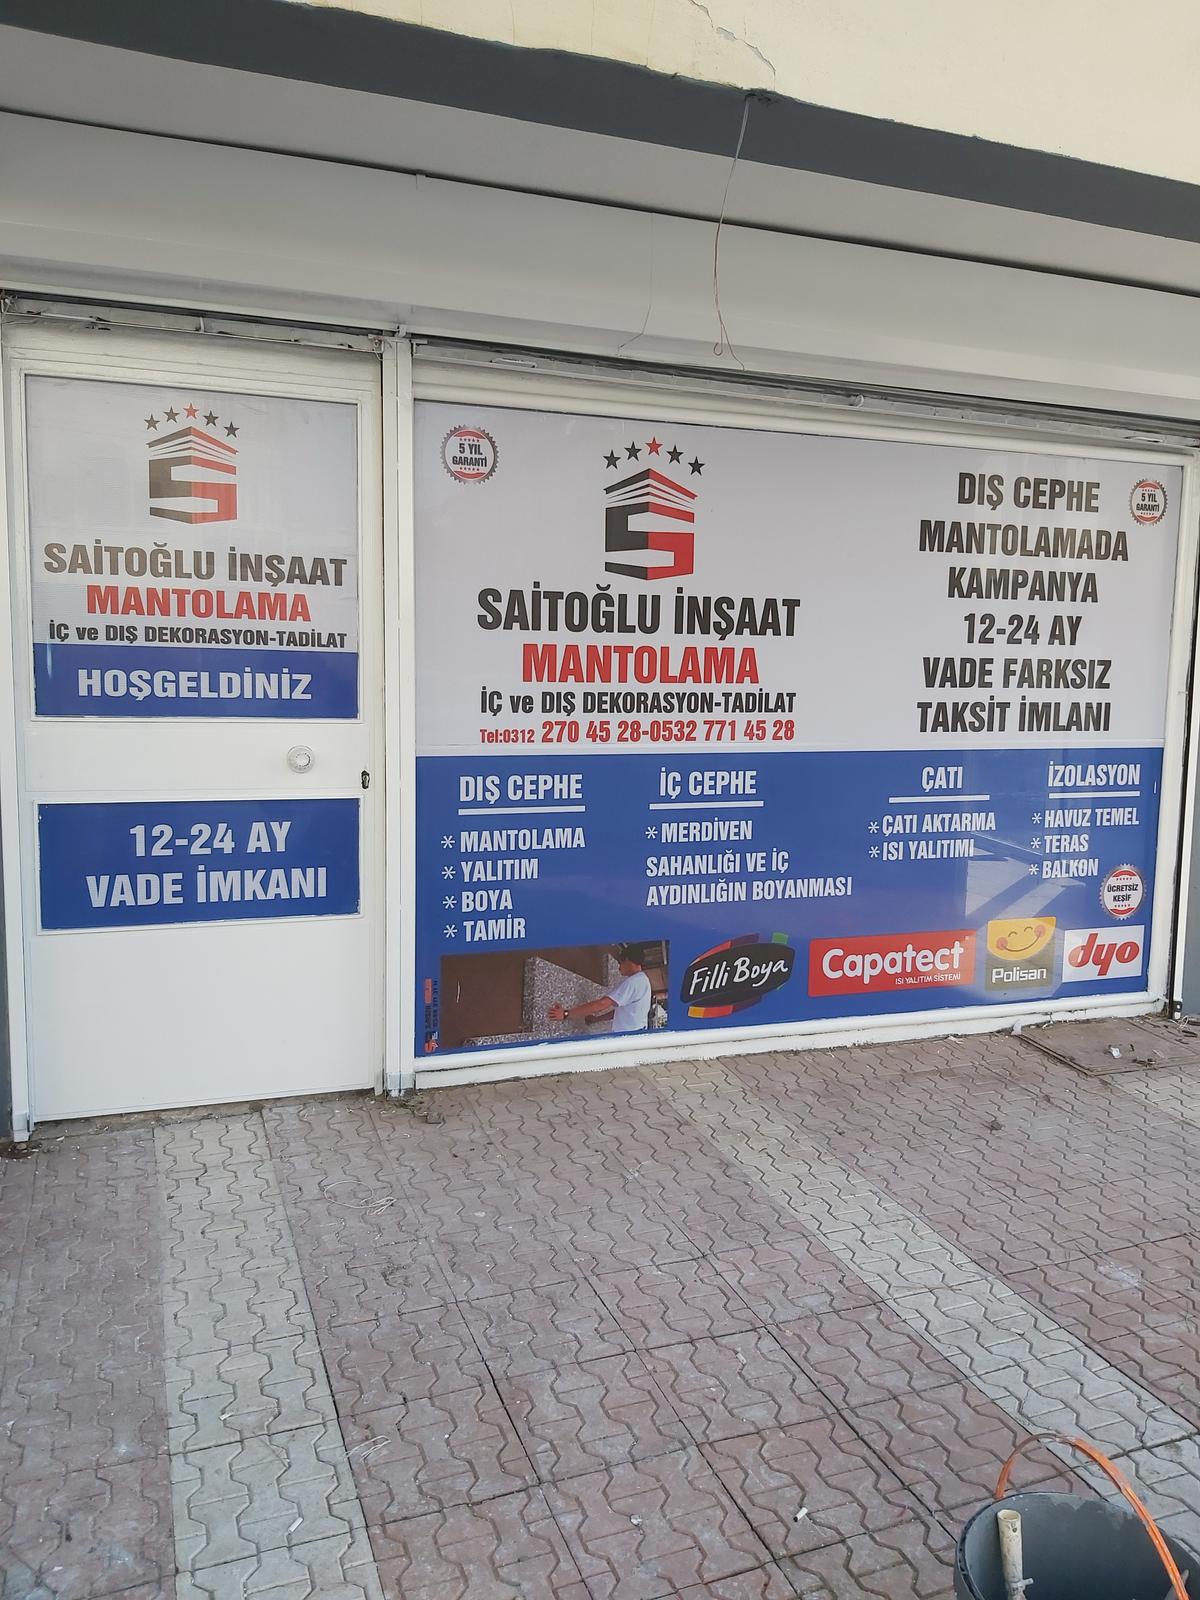 SAİTOĞLU İNŞAAT
MANTOLAMA
İÇ ve DIŞ DEKORASYON-TADİLAT
HOŞGELDİNİZ
12-24 AY
VADE İMKANI
5 YIL
GARANTİ
SAİTOĞLU İNŞAAT
MANTOLAMA
İÇ ve DIŞ DEKORASYON-TADİLAT
Tel:0312 270 45 28-0532 771 45 28
DIŞ CEPHE
MANTOLAMADA
KAMPANYA
12-24 AY
VADE FARKSIZ
TAKSİT İMLANI
5 YIL
GARANTİ
DIŞ CEPHE
* MANTOLAMA
* YALITIM
* BOYA
* TAMİR
İÇ CEPHE
* MERDİVEN
SAHANLIĞI VE İÇ
AYDINLIĞIN BOYANMASI
ÇATI
* ÇATI AKTARMA
* ISI YALITIMI
İZOLASYON
* HAVUZ TEMEL
* TERAS
* BALKON
ÜCRETSİZ
KEŞİF
Filli Boya
Capatect
ISI YALITIM SİSTEMİ
Polisan
dyo